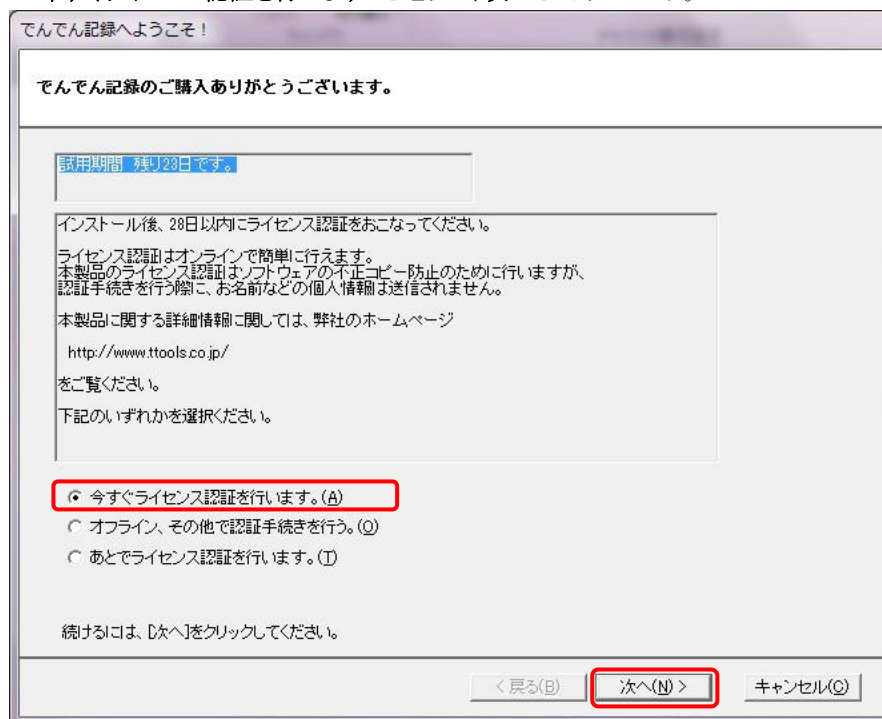 でんでん記録へようこそ！
でんでん記録のご購入ありがとうございます。
試用期間 残り23日です。
インストール後、28日以内にライセンス認証をおこなってください。
ライセンス認証はオンラインで簡単に行えます。
本製品のライセンス認証はソフトウェアの不正コピー防止のために行いますが、
認証手続きを行う際に、お名前などの個人情報は送信されません。
本製品に関する詳細情報に関しては、弊社のホームページ
http://www.ttools.co.jp/
をご覧ください。
下記のいずれかを選択ください。
今すぐライセンス認証を行います。(A)
オフライン、その他で認証手続きを行う。(O)
あとでライセンス認証を行います。(T)
続けるには、[次へ]をクリックしてください。
< 戻る(B)
次へ(N) >
キャンセル(C)